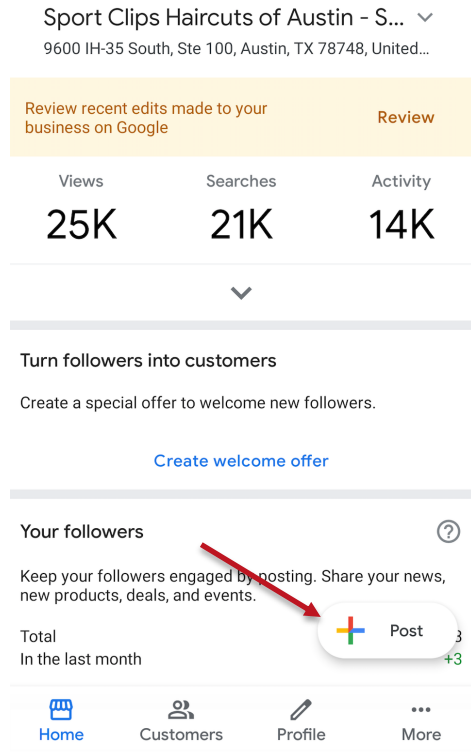 Sport Clips Haircuts of Austin - S...
9600 IH-35 South, Ste 100, Austin, TX 78748, United...
Review recent edits made to your
business on Google
Review
Views
Searches
Activity
25K
21K
14K
Turn followers into customers
Create a special offer to welcome new followers.
Create welcome offer
Your followers
Keep your followers engaged by posting. Share your news,
new products, deals, and events.
Post
Total
In the last month
+3
Home
Customers
Profile
More